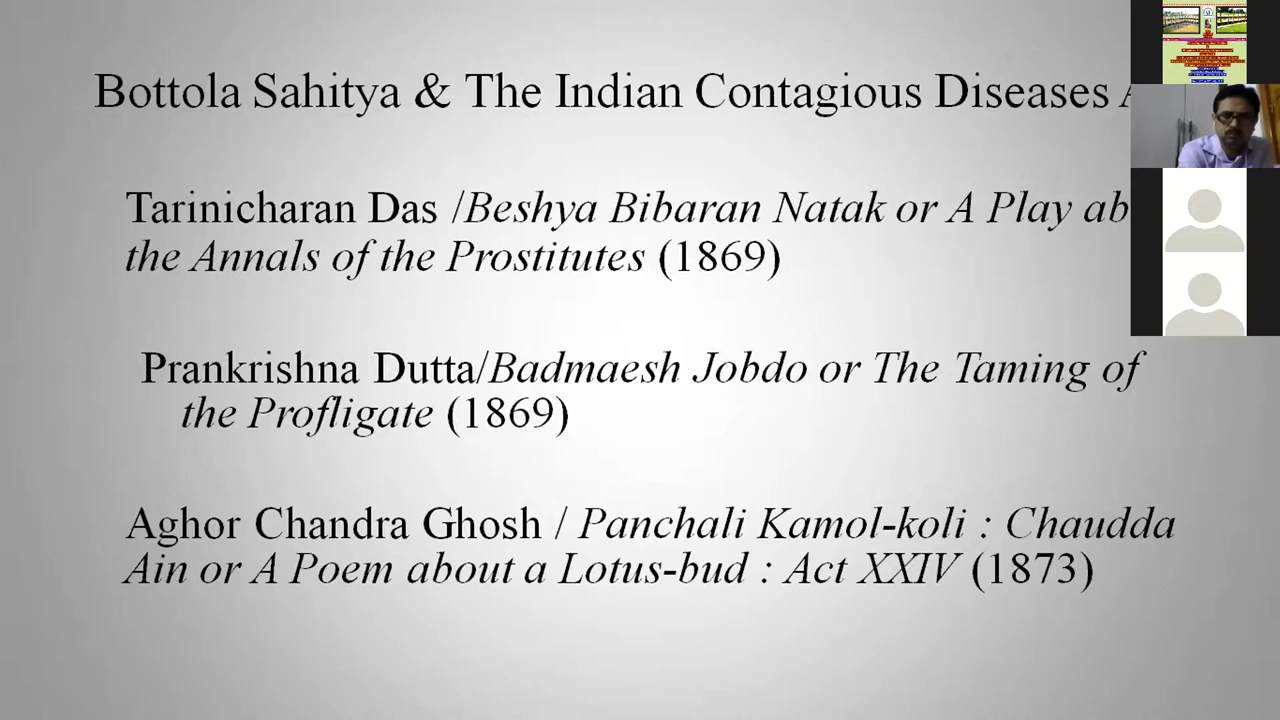 Bottola Sahitya & The Indian Contagious Diseases
Tarinicharan Das /Beshya Bibaran Natak or A Play ab
the Annals of the Prostitutes (1869)
Prankrishna Dutta/Badmaesh Jobdo or The Taming of
the Profligate (1869)
Aghor Chandra Ghosh / Panchali Kamol-koli : Chaudda
Ain or A Poem about a Lotus-bud : Act XXIV (1873)